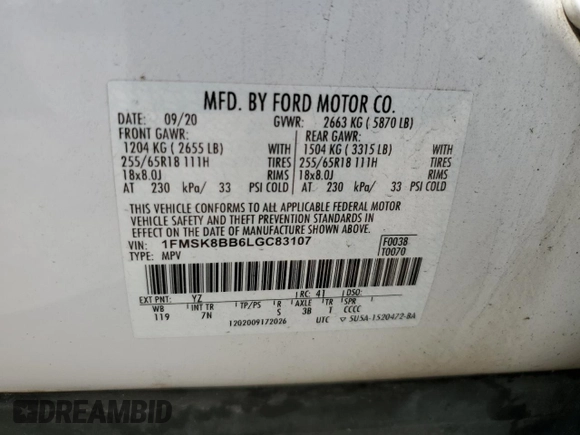 MFD. BY FORD MOTOR CO.
DATE: 09/20 GVWR: 2663 KG ( 5870 LB)
FRONT GAWR: REAR GAWR:
1204 KG ( 2655 LB) WITH 1504 KG ( 3315 LB) WITH
255/65R18 111H TIRES 255/65R18 111H TIRES
18x8.0J RIMS 18x8.0J RIMS
AT 230 kPa/ 33 PSI COLD AT 230 kPa/ 33 PSI COLD
THIS VEHICLE CONFORMS TO ALL APPLICABLE FEDERAL MOTOR
VEHICLE SAFETY AND THEFT PREVENTION STANDARDS IN
EFFECT ON THE DATE OF MANUFACTURE SHOWN ABOVE.
VIN: 1FMSK8BB6LGC83107 F0038
TYPE: MPV T0070
EXT PNT: YZ RC: 41 DSO:
WB INT TR TP/PS R AXLE TR SPR
119 7N S 3B T CCCC
1202009172026 UTC ▽ 5USA-1520472-BA
DREAMBID